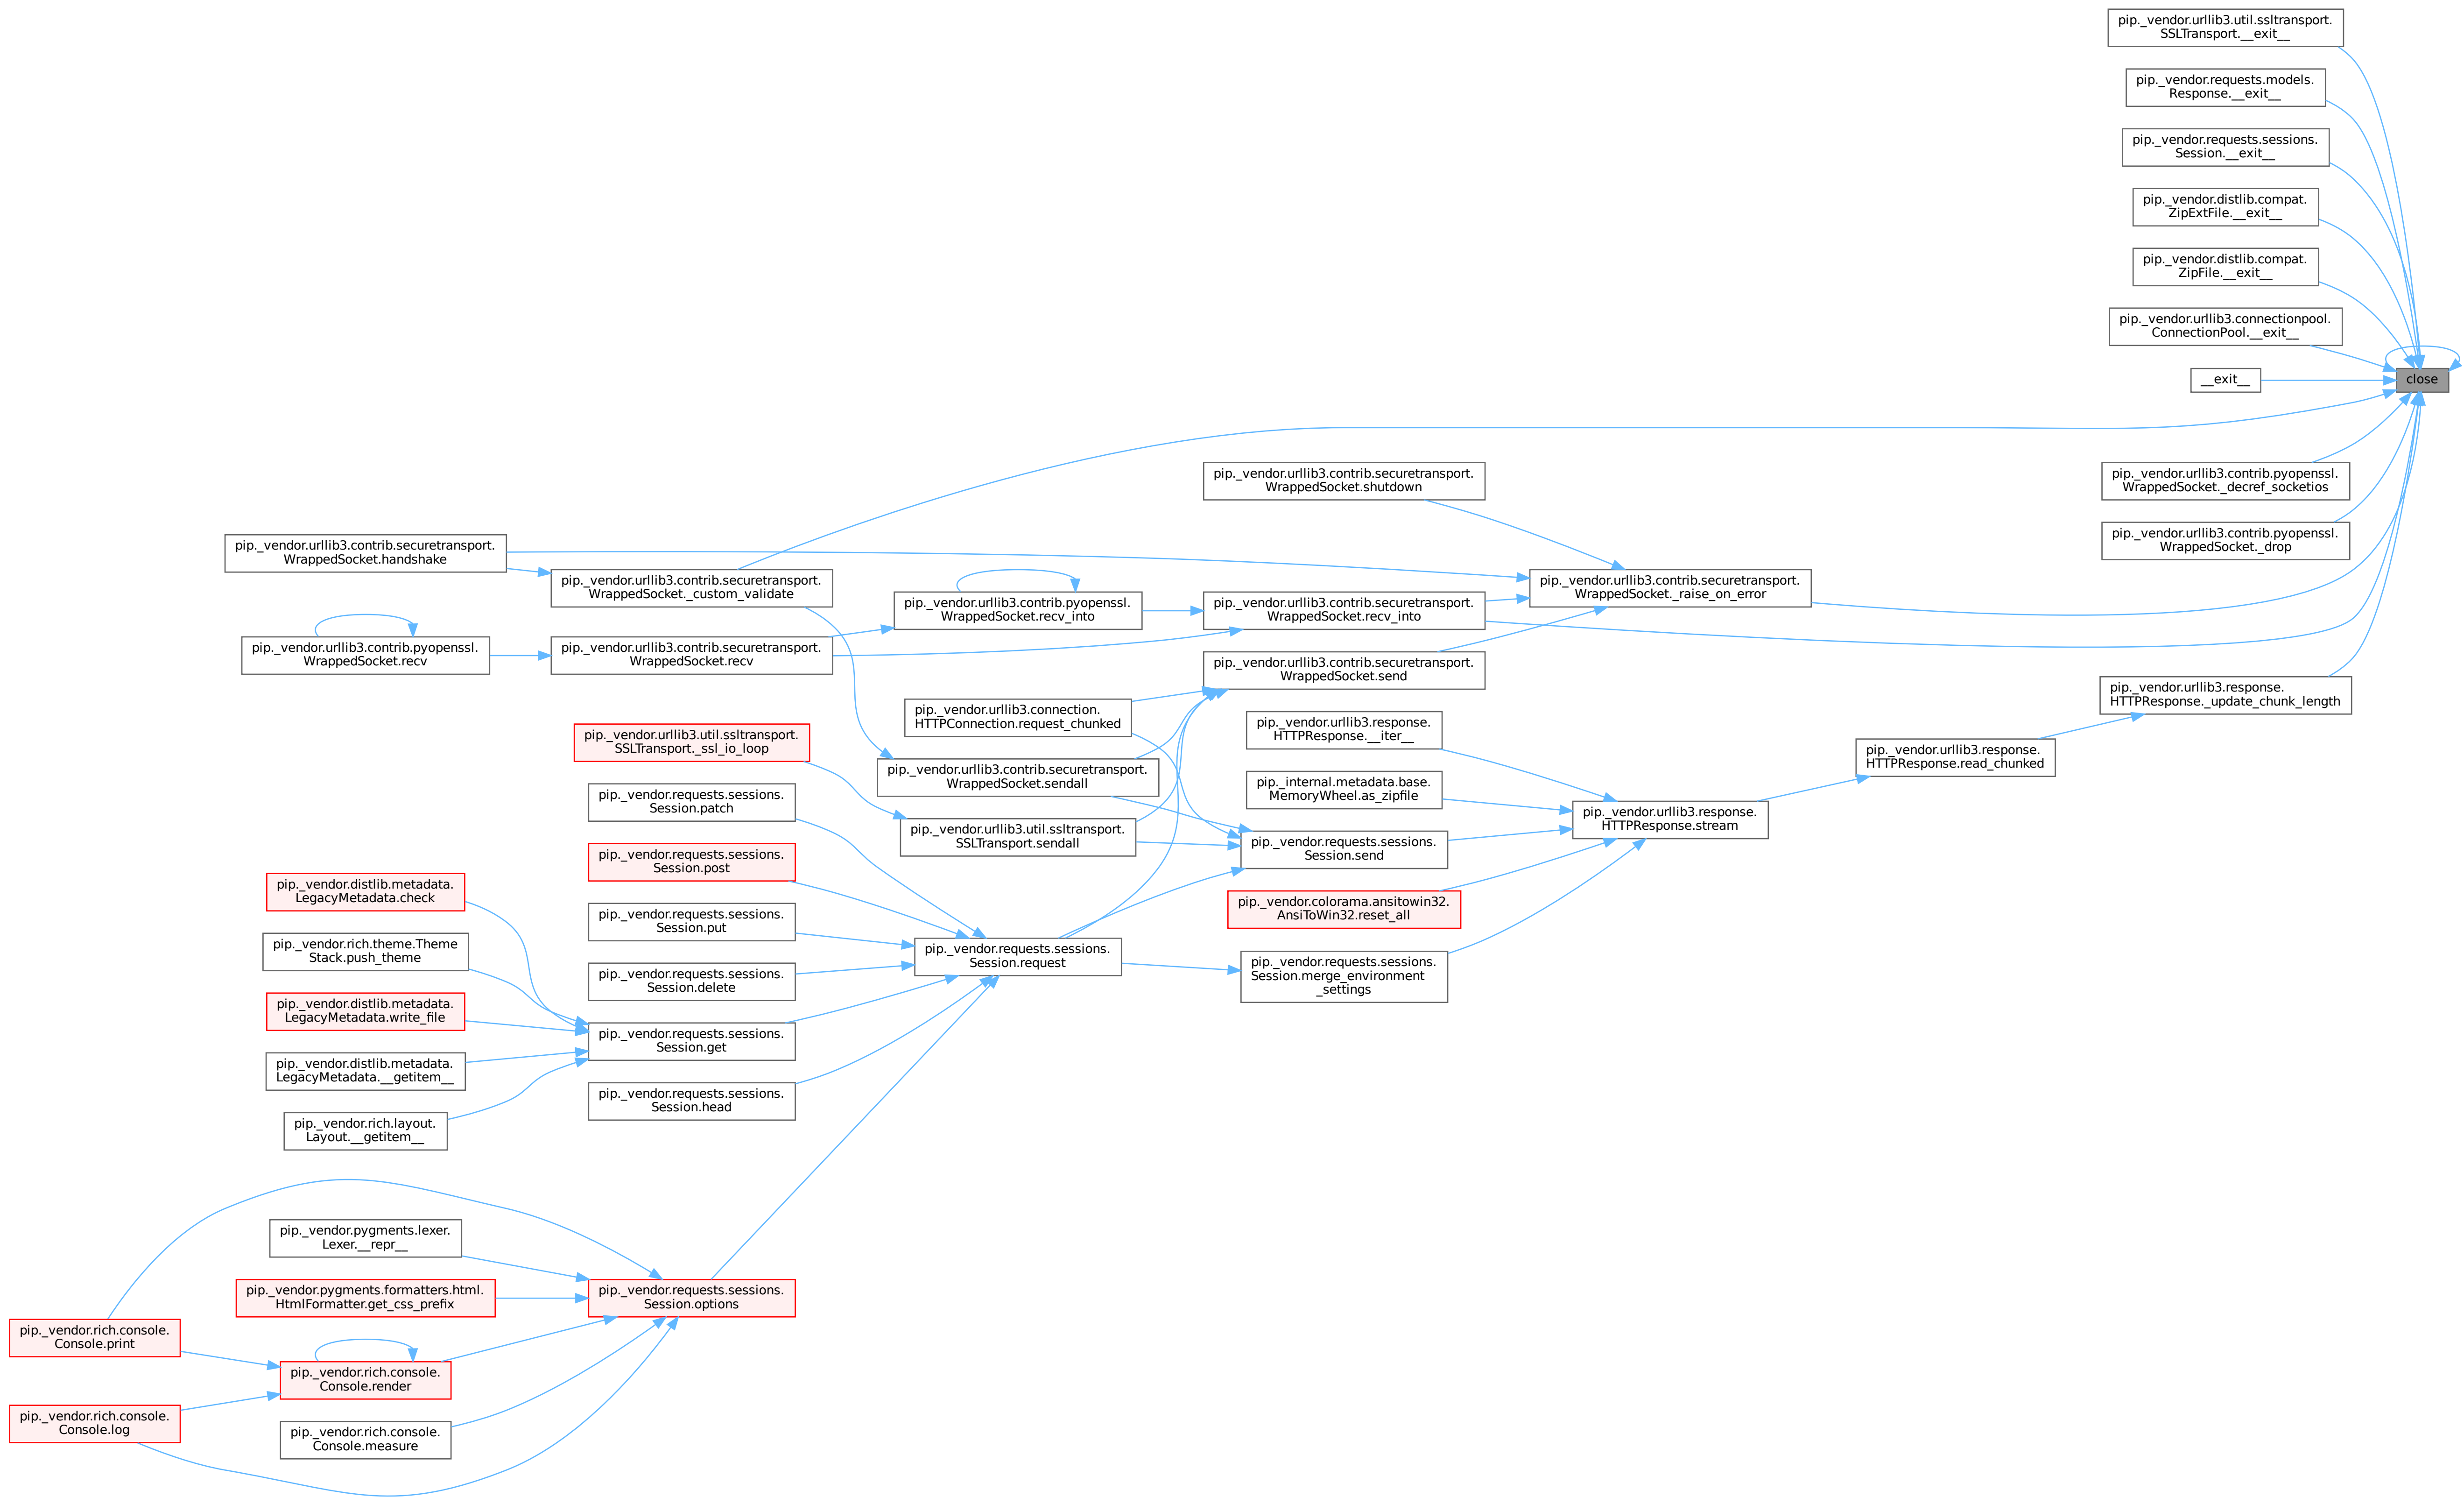 pip._vendor.urllib3.util.ssltransport.
SSLTransport.__exit__
pip._vendor.requests.models.
Response.__exit__
pip._vendor.requests.sessions.
Session.__exit__
pip._vendor.distlib.compat.
ZipExtFile.__exit__
pip._vendor.distlib.compat.
ZipFile.__exit__
pip._vendor.urllib3.connectionpool.
ConnectionPool.__exit__
__exit__
close
pip._vendor.urllib3.contrib.pyopenssl.
WrappedSocket._decref_socketios
pip._vendor.urllib3.contrib.pyopenssl.
WrappedSocket._drop
pip._vendor.urllib3.contrib.securetransport.
WrappedSocket.shutdown
pip._vendor.urllib3.contrib.securetransport.
WrappedSocket.handshake
pip._vendor.urllib3.contrib.securetransport.
WrappedSocket._custom_validate
pip._vendor.urllib3.contrib.pyopenssl.
WrappedSocket.recv_into
pip._vendor.urllib3.contrib.securetransport.
WrappedSocket.recv_into
pip._vendor.urllib3.contrib.securetransport.
WrappedSocket._raise_on_error
pip._vendor.urllib3.contrib.pyopenssl.
WrappedSocket.recv
pip._vendor.urllib3.contrib.securetransport.
WrappedSocket.recv
pip._vendor.urllib3.contrib.securetransport.
WrappedSocket.send
pip._vendor.urllib3.response.
HTTPResponse._update_chunk_length
pip._vendor.urllib3.connection.
HTTPConnection.request_chunked
pip._vendor.urllib3.response.
HTTPResponse.__iter__
pip._vendor.urllib3.response.
HTTPResponse.read_chunked
pip._vendor.urllib3.util.ssltransport.
SSLTransport._ssl_io_loop
pip._vendor.urllib3.contrib.securetransport.
WrappedSocket.sendall
pip._internal.metadata.base.
MemoryWheel.as_zipfile
pip._vendor.urllib3.response.
HTTPResponse.stream
pip._vendor.requests.sessions.
Session.patch
pip._vendor.urllib3.util.ssltransport.
SSLTransport.sendall
pip._vendor.requests.sessions.
Session.send
pip._vendor.requests.sessions.
Session.post
pip._vendor.colorama.ansitowin32.
AnsiToWin32.reset_all
pip._vendor.distlib.metadata.
LegacyMetadata.check
pip._vendor.requests.sessions.
Session.put
pip._vendor.rich.theme.Theme
Stack.push_theme
pip._vendor.requests.sessions.
Session.request
pip._vendor.requests.sessions.
Session.merge_environment
_settings
pip._vendor.requests.sessions.
Session.delete
pip._vendor.distlib.metadata.
LegacyMetadata.write_file
pip._vendor.requests.sessions.
Session.get
pip._vendor.distlib.metadata.
LegacyMetadata.__getitem__
pip._vendor.requests.sessions.
Session.head
pip._vendor.rich.layout.
Layout.__getitem__
pip._vendor.pygments.lexer.
Lexer.__repr__
pip._vendor.pygments.formatters.html.
HtmlFormatter.get_css_prefix
pip._vendor.requests.sessions.
Session.options
pip._vendor.rich.console.
Console.print
pip._vendor.rich.console.
Console.render
pip._vendor.rich.console.
Console.log
pip._vendor.rich.console.
Console.measure